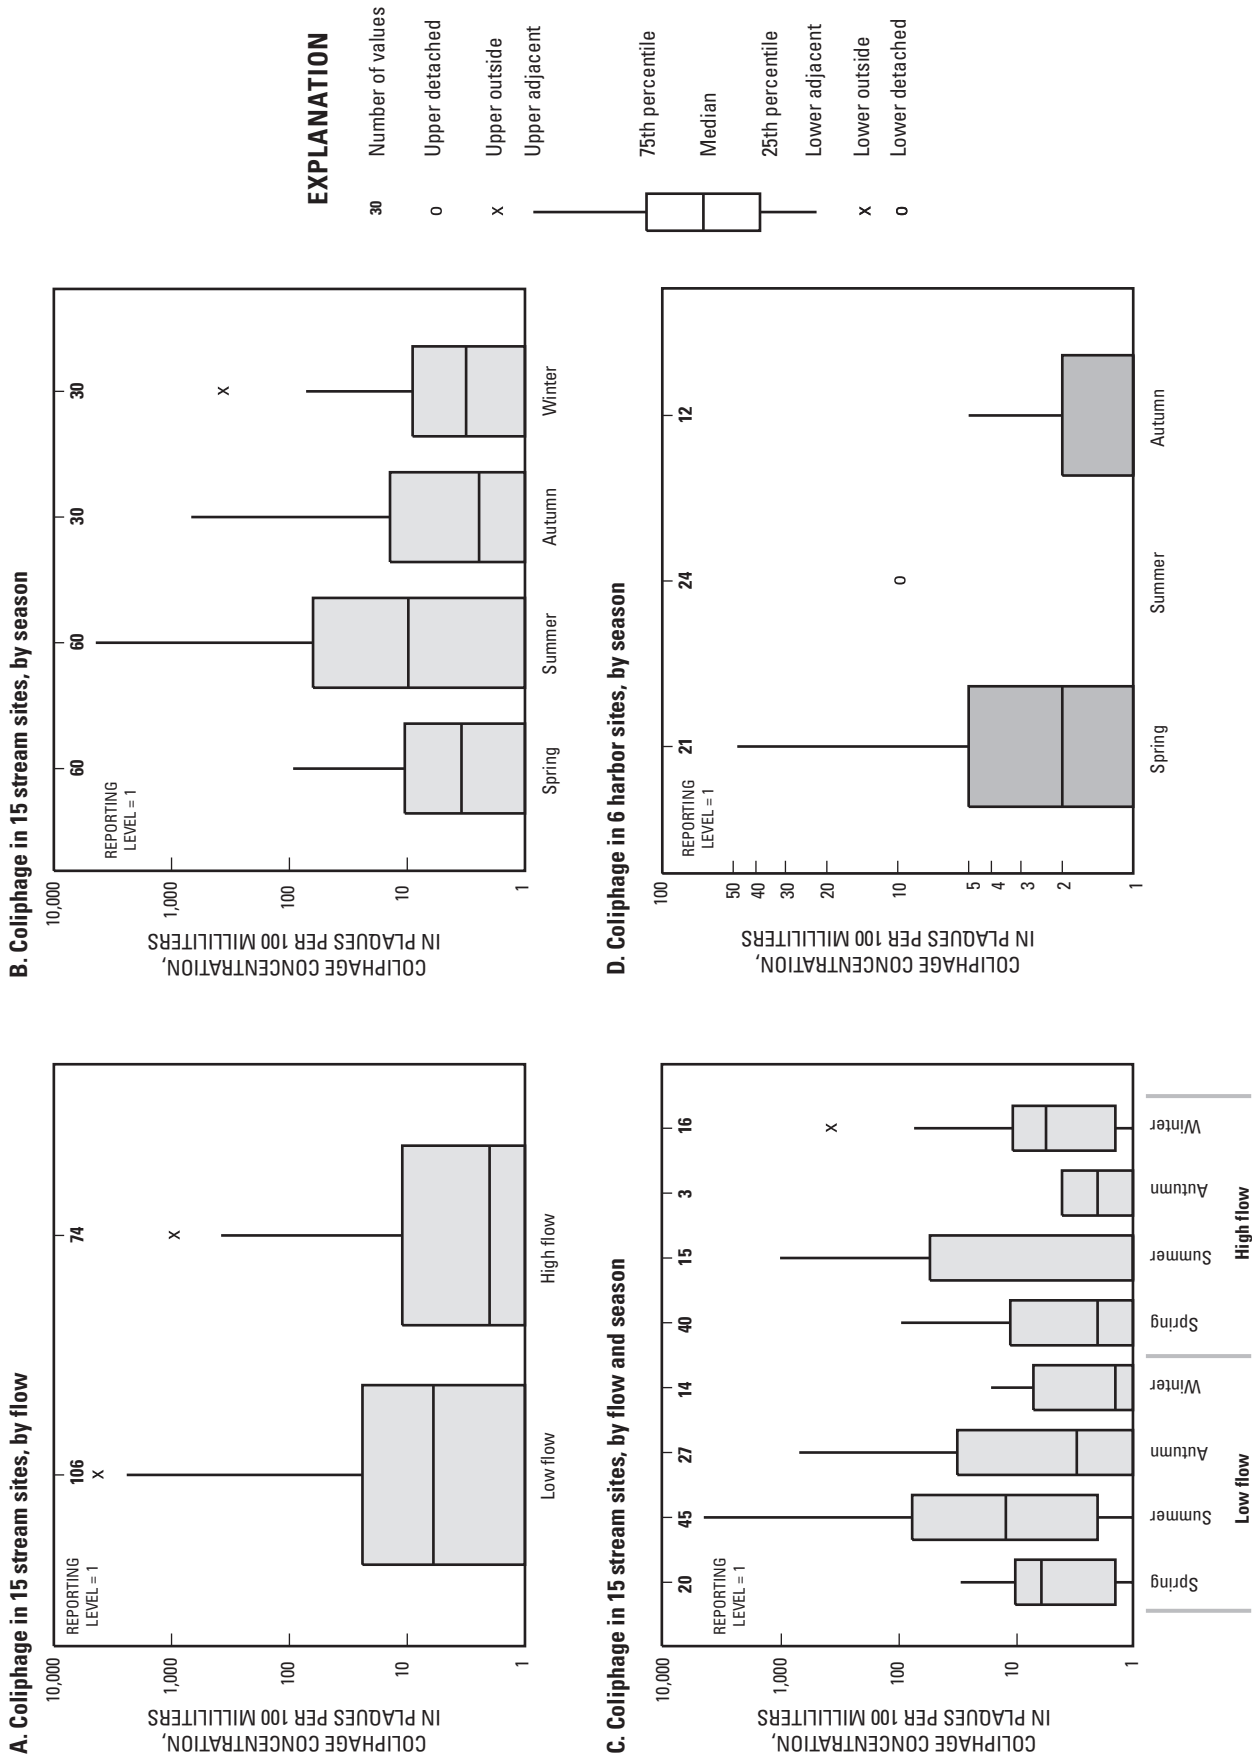 A. Coliphage in 15 stream sites, by flow
COLIPHAGE CONCENTRATION,
IN PLAQUES PER 100 MILLILITERS
10,000
1,000
100
10
1
REPORTING
LEVEL = 1
106
74
X
X
Low flow
High flow
B. Coliphage in 15 stream sites, by season
COLIPHAGE CONCENTRATION,
IN PLAQUES PER 100 MILLILITERS
10,000
1,000
100
10
1
REPORTING
LEVEL = 1
60
60
30
30
X
Spring
Summer
Autumn
Winter
C. Coliphage in 15 stream sites, by flow and season
COLIPHAGE CONCENTRATION,
IN PLAQUES PER 100 MILLILITERS
10,000
1,000
100
10
1
REPORTING
LEVEL = 1
20
45
27
14
40
15
3
16
X
Spring
Summer
Autumn
Winter
Spring
Summer
Autumn
Winter
Low flow
High flow
D. Coliphage in 6 harbor sites, by season
COLIPHAGE CONCENTRATION,
IN PLAQUES PER 100 MILLILITERS
100
50
40
30
20
10
5
4
3
2
1
REPORTING
LEVEL = 1
21
24
12
O
Spring
Summer
Autumn
EXPLANATION
30 Number of values
O Upper detached
X Upper outside
Upper adjacent
75th percentile
Median
25th percentile
Lower adjacent
X Lower outside
O Lower detached